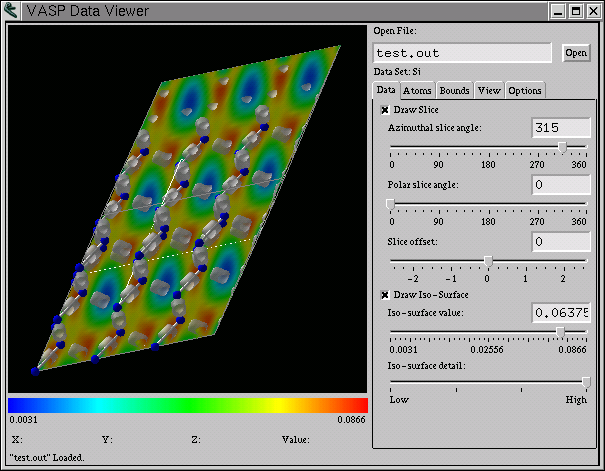 VASP Data Viewer
Open File:
test.out
Open
Data Set: Si
Data Atoms Bounds View Options
Draw Slice
Azimuthal slice angle:
315
0 90 180 270 360
Polar slice angle:
0
0 90 180 270 360
Slice offset:
0
-2 -1 0 1 2
Draw Iso-Surface
Iso-surface value:
0.06375
0.0031 0.02556 0.0866
Iso-surface detail:
Low High
0.0031 0.0866
X: Y: Z: Value:
"test.out" Loaded.